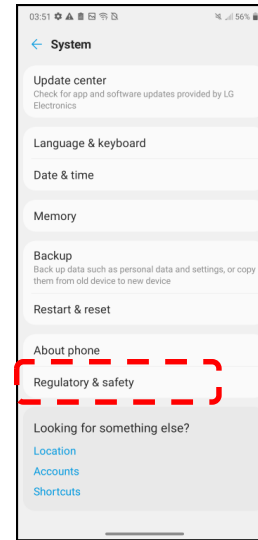 03:51 56%
← System
Update center
Check for app and software updates provided by LG
Electronics
Language & keyboard
Date & time
Memory
Backup
Back up data such as personal data and settings, or copy
them from old device to new device
Restart & reset
About phone
Regulatory & safety
Looking for something else?
Location
Accounts
Shortcuts